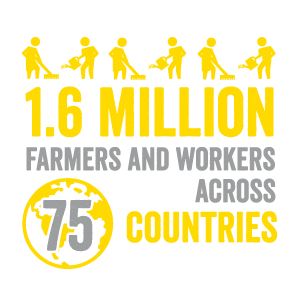 1.6 MILLION
FARMERS AND WORKERS
ACROSS
75 COUNTRIES